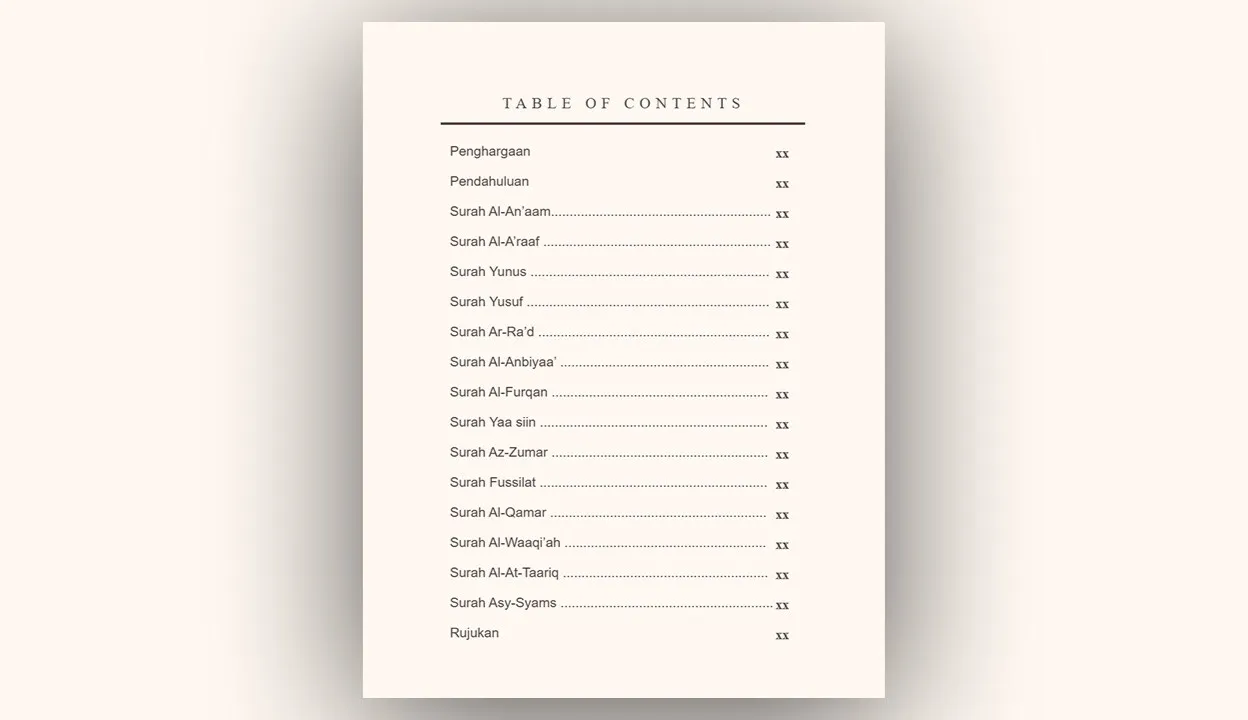 TABLE OF CONTENTS
Penghargaan xx
Pendahuluan xx
Surah Al-An’aam.......................................................... xx
Surah Al-A’raaf ............................................................ xx
Surah Yunus ............................................................... xx
Surah Yusuf ................................................................ xx
Surah Ar-Ra’d ............................................................. xx
Surah Al-Anbiyaa’ ....................................................... xx
Surah Al-Furqan ......................................................... xx
Surah Yaa siin ............................................................ xx
Surah Az-Zumar ......................................................... xx
Surah Fussilat ............................................................ xx
Surah Al-Qamar ......................................................... xx
Surah Al-Waaqi’ah ..................................................... xx
Surah Al-At-Taariq ...................................................... xx
Surah Asy-Syams ........................................................ xx
Rujukan xx